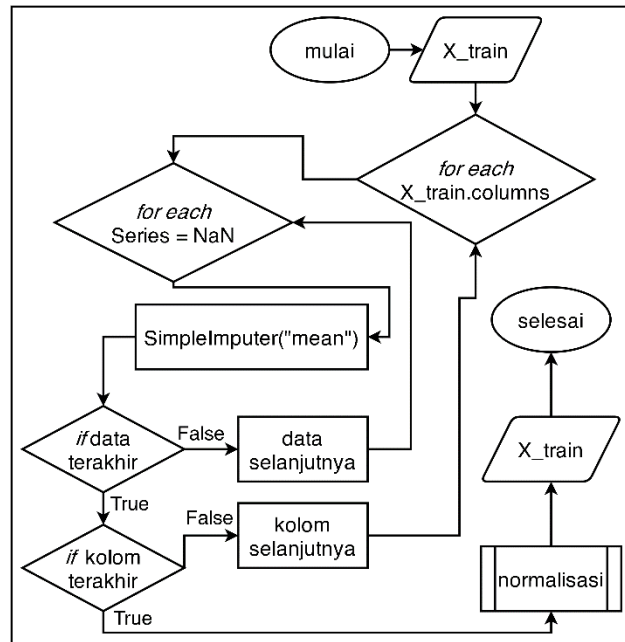 mulai
X_train
for each
X_train.columns
for each
Series = NaN
SimpleImputer("mean")
if data
terakhir
False
data
selanjutnya
True
if kolom
terakhir
False
kolom
selanjutnya
True
normalisasi
X_train
selesai